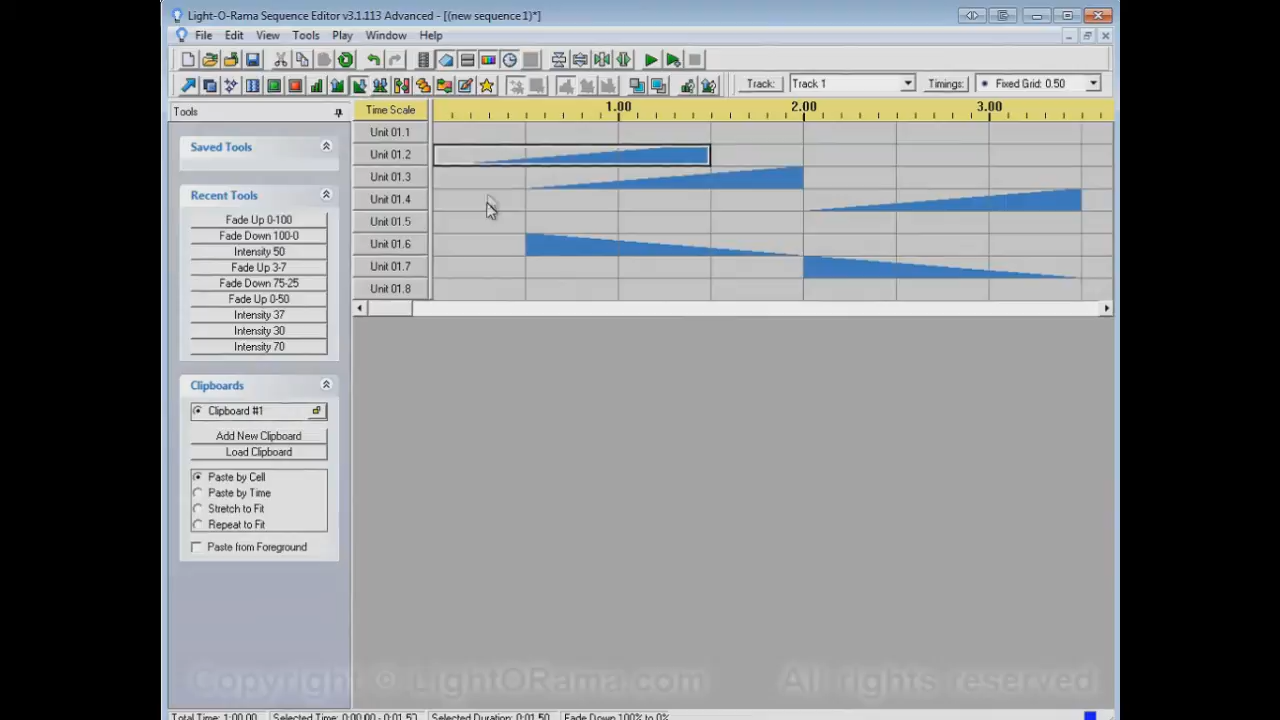 Light-O-Rama Sequence Editor v3.1.113 Advanced - [(new sequence 1)*]
File Edit View Tools Play Window Help
Track: Track 1 Timings: Fixed Grid: 0.50
Tools
Time Scale 1.00 2.00 3.00
Unit 01.1
Saved Tools
Unit 01.2
Unit 01.3
Recent Tools
Unit 01.4
Fade Up 0-100
Unit 01.5
Fade Down 100-0
Intensity 50
Unit 01.6
Fade Up 3-7
Unit 01.7
Fade Down 75-25
Unit 01.8
Fade Up 0-50
Intensity 37
Intensity 30
Intensity 70
Clipboards
Clipboard #1
Add New Clipboard
Load Clipboard
Paste by Cell
Paste by Time
Stretch to Fit
Repeat to Fit
Paste from Foreground
Copyright © LightORama.com All rights reserved
Total Time: 1:00.00 Selected Time: 0:00.00 - 0:01.50 Selected Duration: 0:01.50 Fade Down 100% to 0%